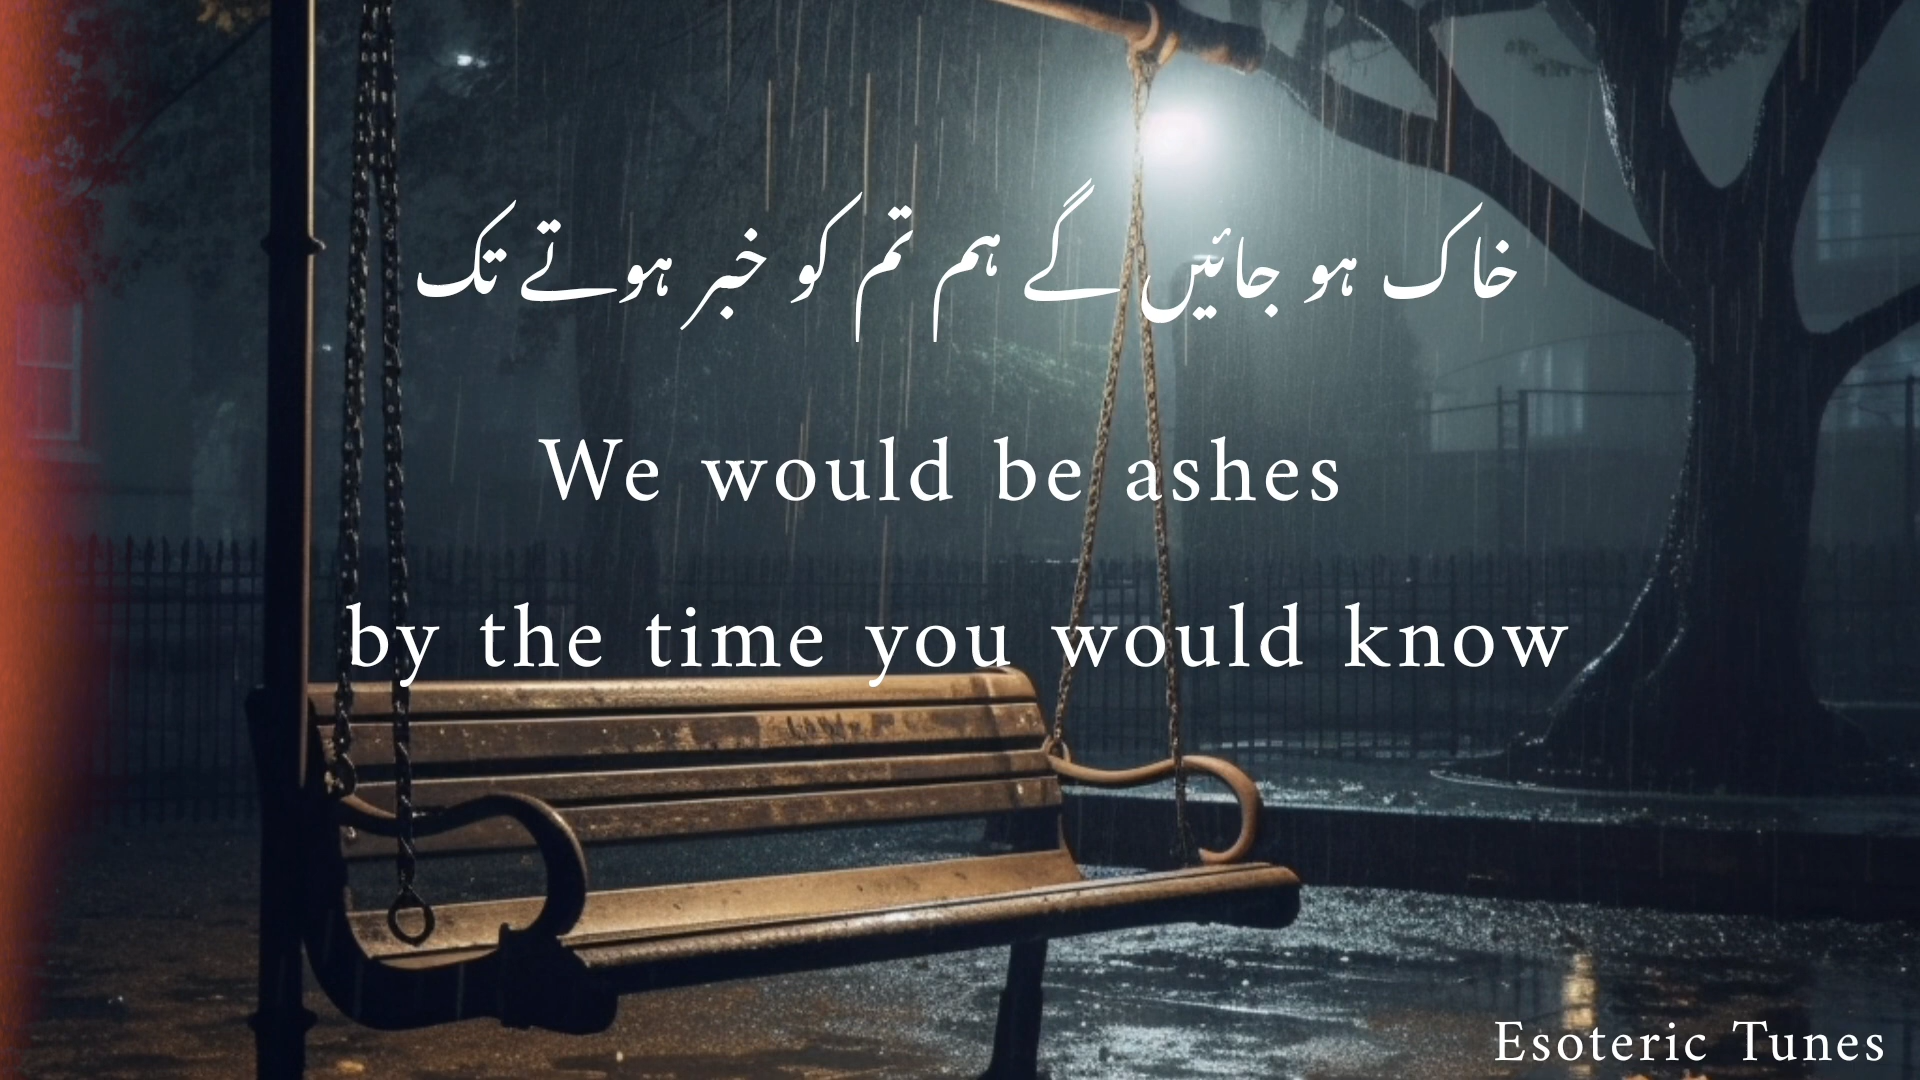 خاک ہو جائیں گے ہم تم کو خبر ہوتے تک
We would be ashes
by the time you would know
Esoteric Tunes